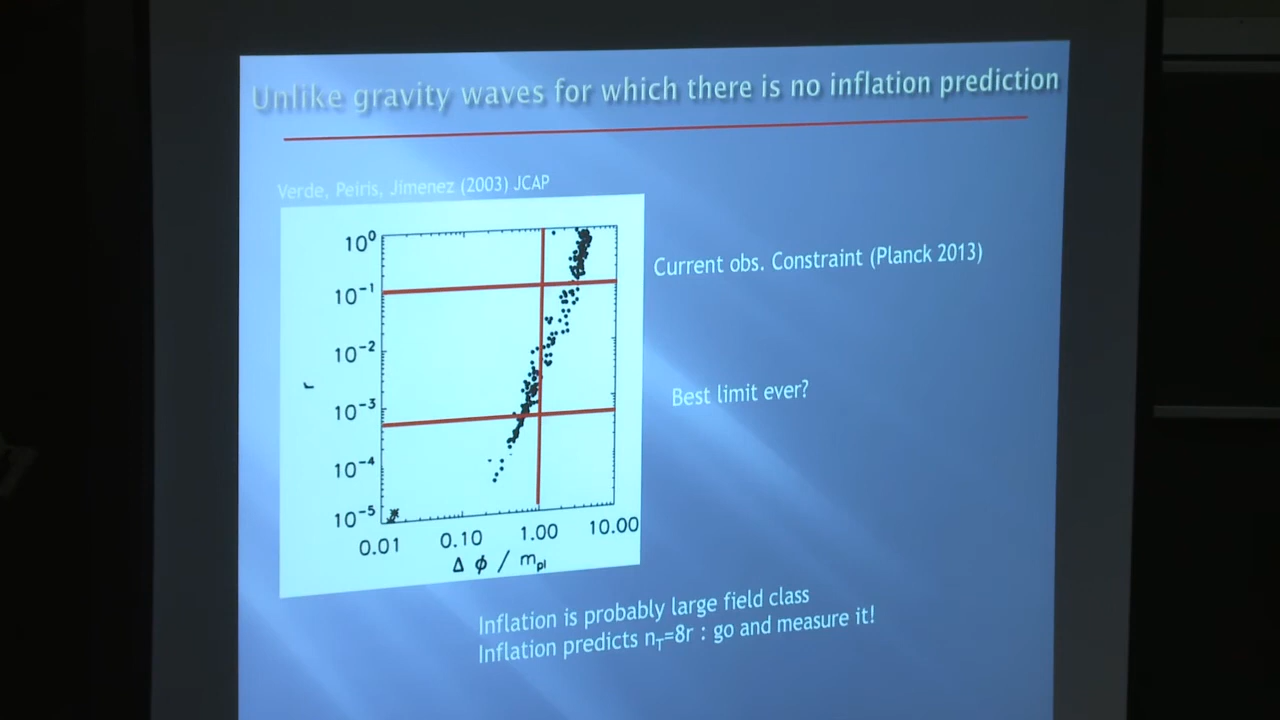 Unlike gravity waves for which there is no inflation prediction
Verde, Peiris, Jimenez (2003) JCAP
Current obs. Constraint (Planck 2013)
Best limit ever?
r
10⁰
10⁻¹
10⁻²
10⁻³
10⁻⁴
10⁻⁵
0.01 0.10 1.00 10.00
Δ ϕ / mₚₗ
Inflation is probably large field class
Inflation predicts n_T=8r : go and measure it!